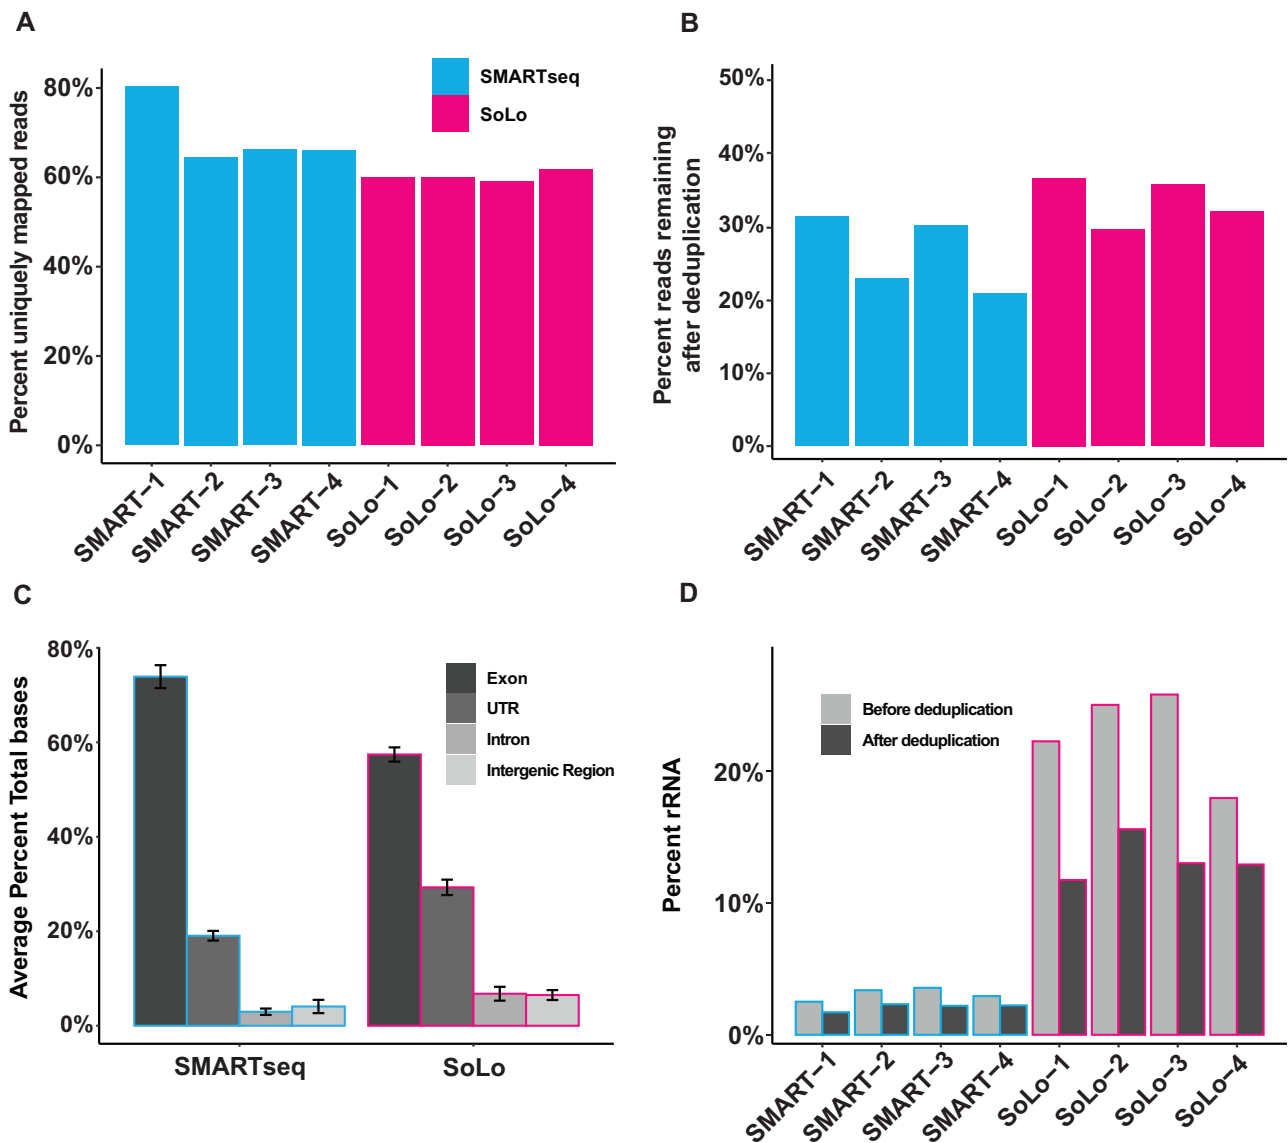 A
Percent uniquely mapped reads
80%
60%
40%
20%
0%
SMARTseq
SoLo
SMART-1
SMART-2
SMART-3
SMART-4
SoLo-1
SoLo-2
SoLo-3
SoLo-4
B
Percent reads remaining
after deduplication
50%
40%
30%
20%
10%
0%
SMART-1
SMART-2
SMART-3
SMART-4
SoLo-1
SoLo-2
SoLo-3
SoLo-4
C
Average Percent Total bases
80%
60%
40%
20%
0%
Exon
UTR
Intron
Intergenic Region
SMARTseq
SoLo
D
Percent rRNA
20%
10%
0%
Before deduplication
After deduplication
SMART-1
SMART-2
SMART-3
SMART-4
SoLo-1
SoLo-2
SoLo-3
SoLo-4